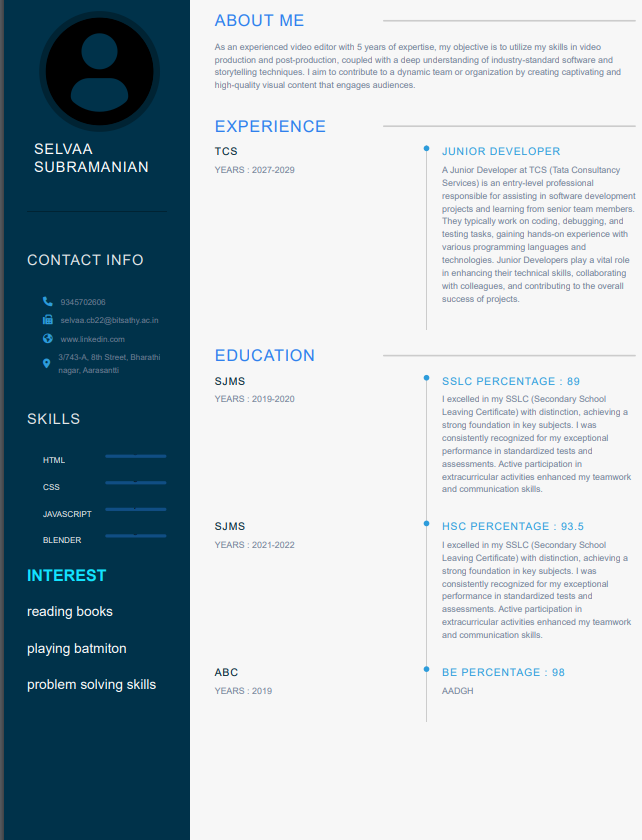 SELVAA
SUBRAMANIAN
CONTACT INFO
9345702606
selvaa.cb22@bitsathy.ac.in
www.linkedin.com
3/743-A, 8th Street, Bharathi
nagar, Aarasantti
SKILLS
HTML
CSS
JAVASCRIPT
BLENDER
INTEREST
reading books
playing batmiton
problem solving skills
ABOUT ME
As an experienced video editor with 5 years of expertise, my objective is to utilize my skills in video
production and post-production, coupled with a deep understanding of industry-standard software and
storytelling techniques. I aim to contribute to a dynamic team or organization by creating captivating and
high-quality visual content that engages audiences.
EXPERIENCE
TCS
YEARS : 2027-2029
JUNIOR DEVELOPER
A Junior Developer at TCS (Tata Consultancy
Services) is an entry-level professional
responsible for assisting in software development
projects and learning from senior team members.
They typically work on coding, debugging, and
testing tasks, gaining hands-on experience with
various programming languages and
technologies. Junior Developers play a vital role
in enhancing their technical skills, collaborating
with colleagues, and contributing to the overall
success of projects.
EDUCATION
SJMS
YEARS : 2019-2020
SSLC PERCENTAGE : 89
I excelled in my SSLC (Secondary School
Leaving Certificate) with distinction, achieving a
strong foundation in key subjects. I was
consistently recognized for my exceptional
performance in standardized tests and
assessments. Active participation in
extracurricular activities enhanced my teamwork
and communication skills.
SJMS
YEARS : 2021-2022
HSC PERCENTAGE : 93.5
I excelled in my SSLC (Secondary School
Leaving Certificate) with distinction, achieving a
strong foundation in key subjects. I was
consistently recognized for my exceptional
performance in standardized tests and
assessments. Active participation in
extracurricular activities enhanced my teamwork
and communication skills.
ABC
YEARS : 2019
BE PERCENTAGE : 98
AADGH